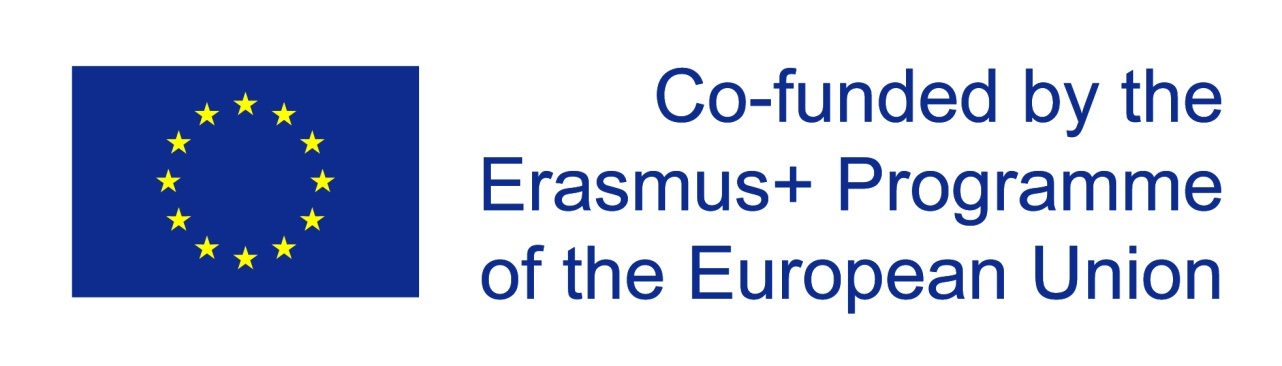 Co-funded by the
Erasmus+ Programme
of the European Union